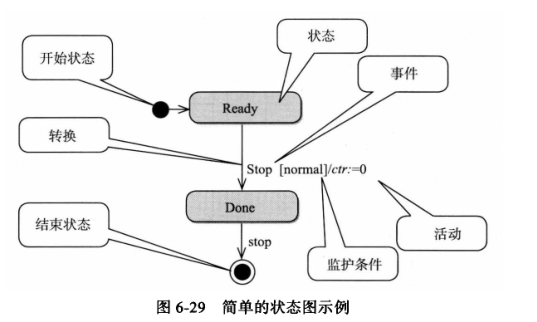 状态
开始状态
事件
Ready
转换
Stop [normal]/ctr:=0
Done
结束状态
stop
活动
监护条件
图 6-29 简单的状态图示例